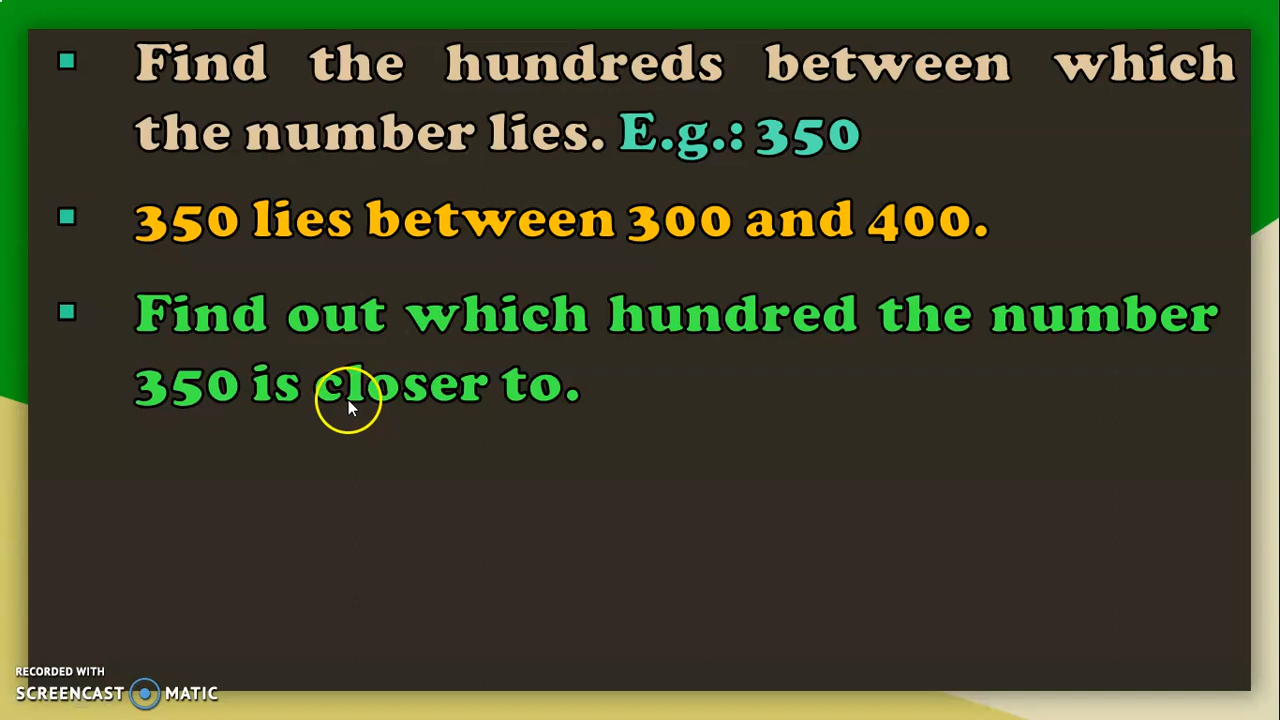 Find the hundreds between which
the number lies. E.g.: 350
350 lies between 300 and 400.
Find out which hundred the number
350 is closer to.
RECORDED WITH
SCREENCAST MATIC